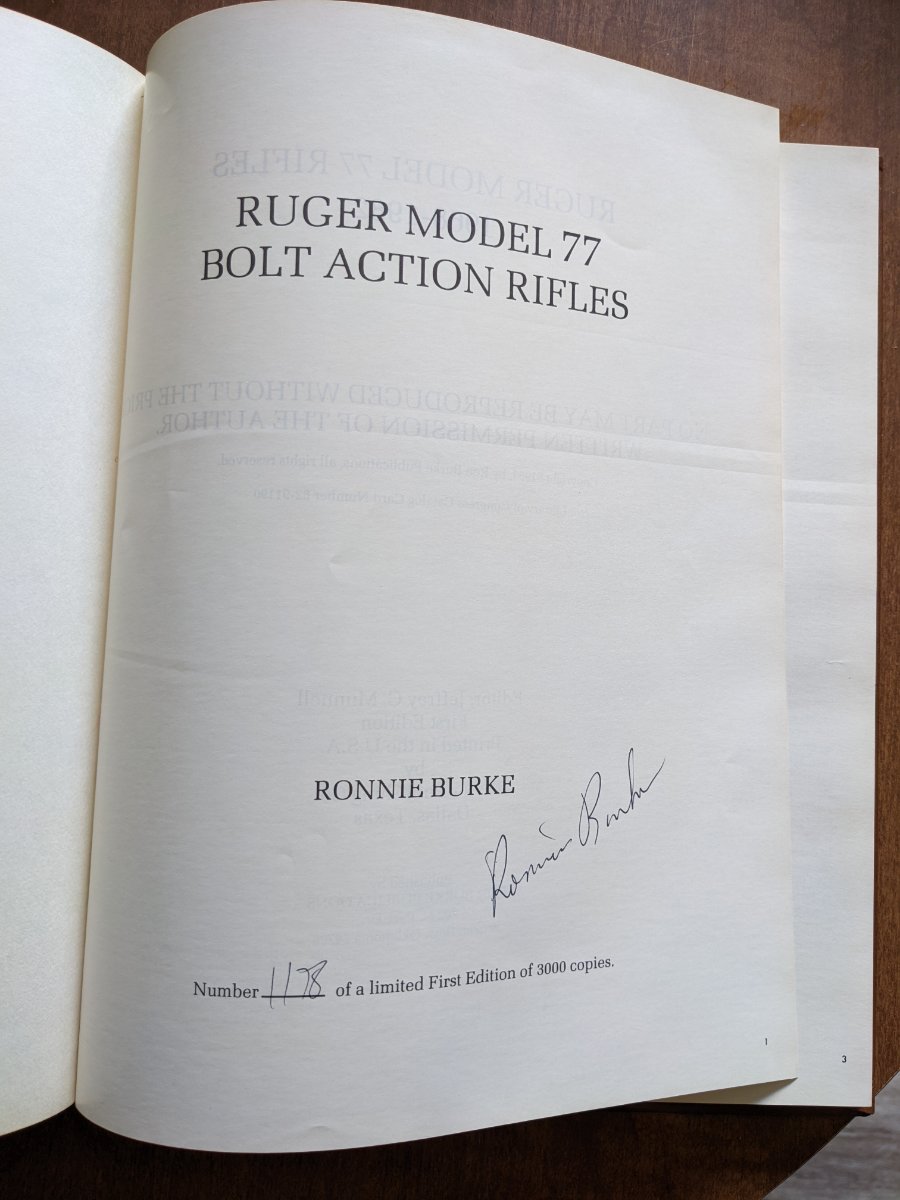 RUGER MODEL 77
BOLT ACTION RIFLES
RONNIE BURKE
Ronnie Burke
Number 1178 of a limited First Edition of 3000 copies.
1
3